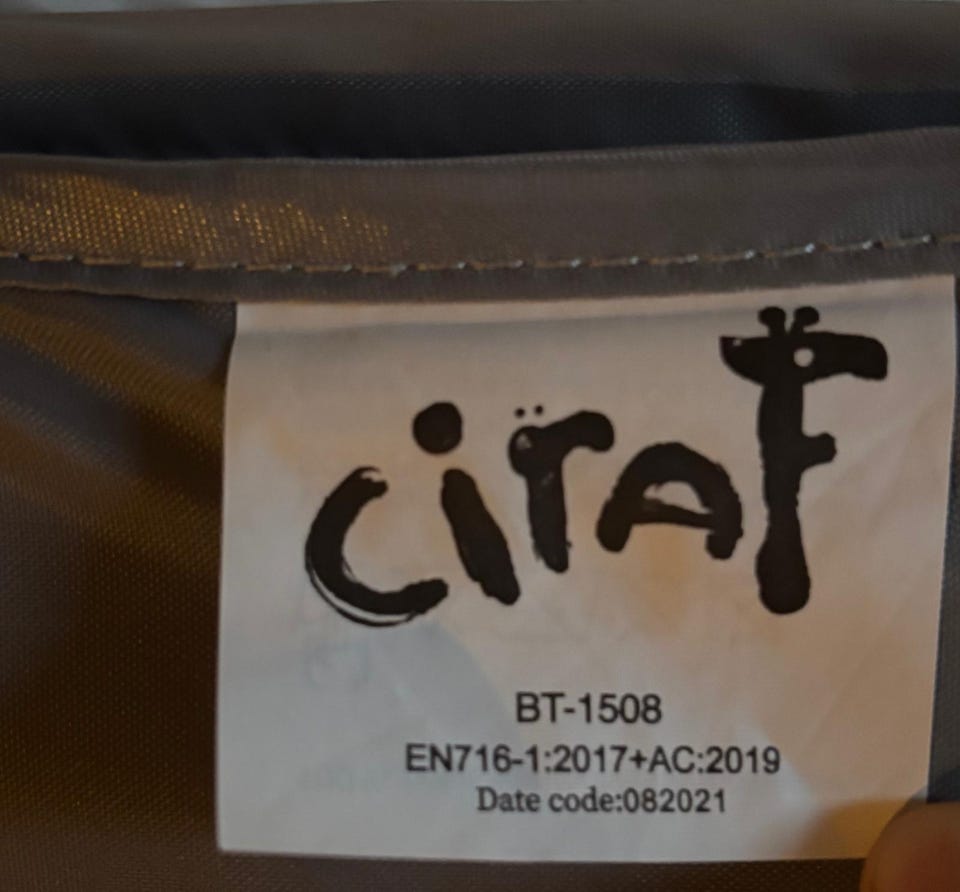 ciraF
BT-1508
EN716-1:2017+AC:2019
Date code:082021